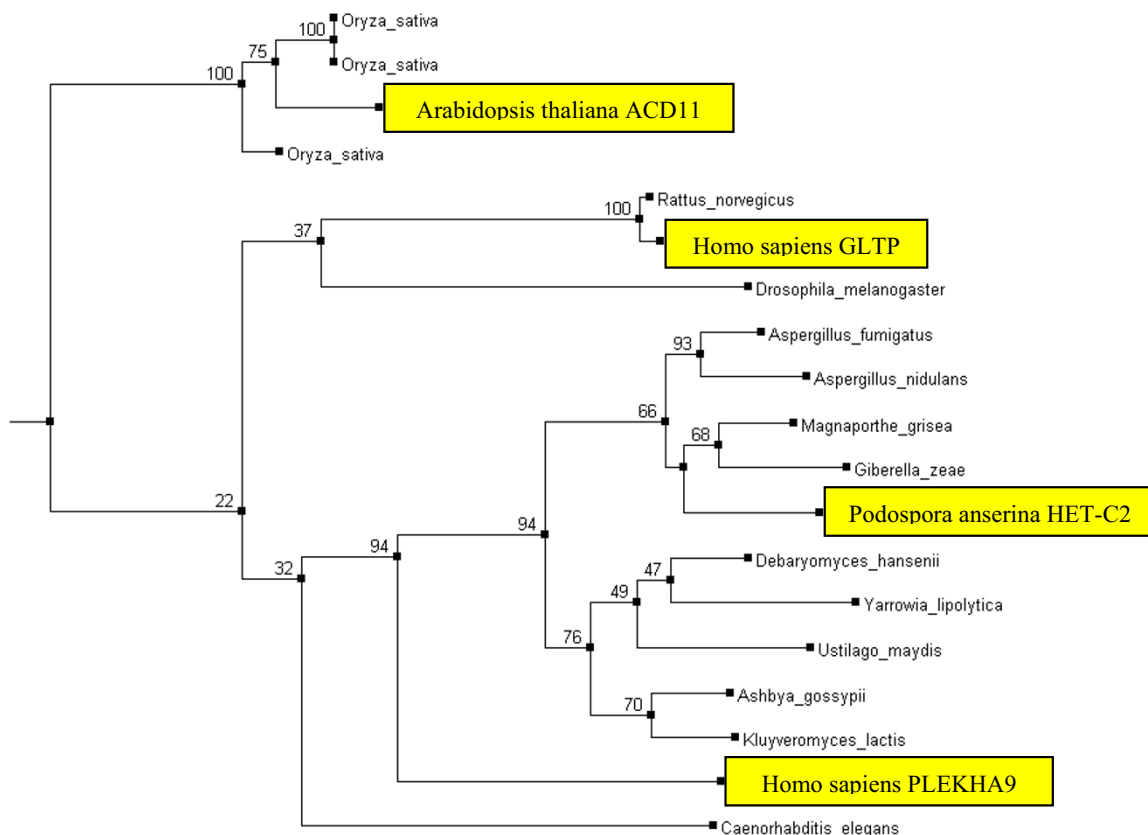 Oryza_sativa
100
75
Oryza_sativa
100
Arabidopsis thaliana ACD11
Oryza_sativa
Rattus_norvegicus
100
37
Homo sapiens GLTP
Drosophila_melanogaster
Aspergillus_fumigatus
93
Aspergillus_nidulans
66
Magnaporthe_grisea
68
Giberella_zeae
22
94
Podospora anserina HET-C2
94
Debaryomyces_hansenii
47
32
49
Yarrowia_lipolytica
76
Ustilago_maydis
Ashbya_gossypii
70
Kluyveromyces_lactis
Homo sapiens PLEKHA9
Caenorhabditis_elegans